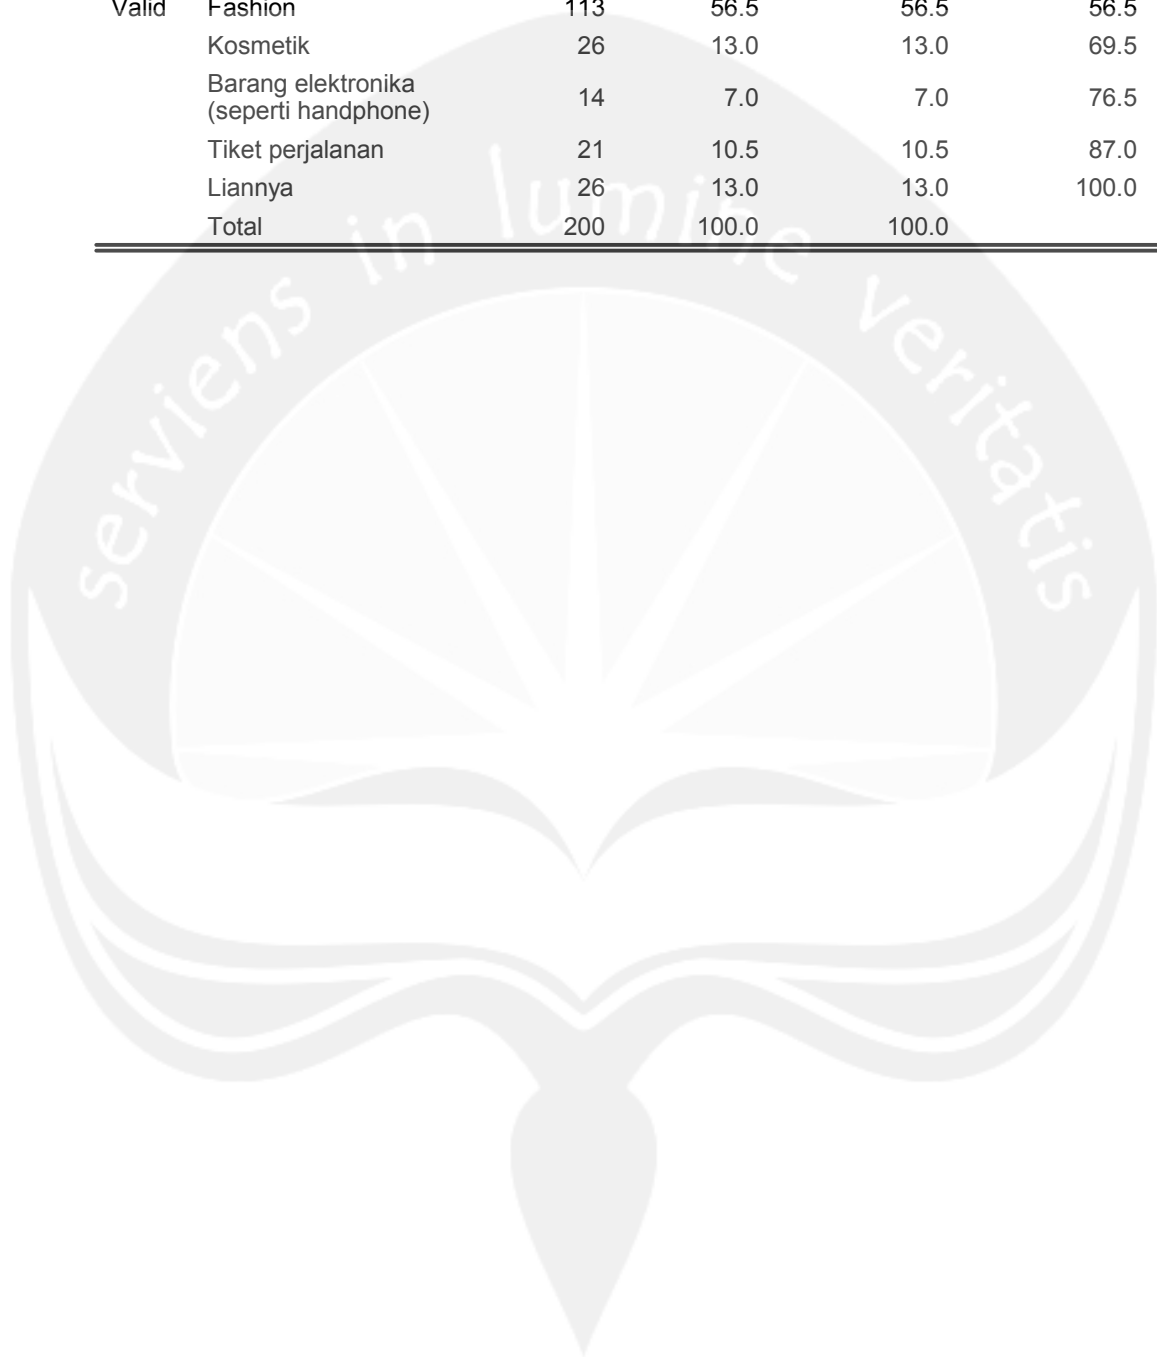 Valid Fashion 113 56.5 56.5 56.5
Kosmetik 26 13.0 13.0 69.5
Barang elektronika
(seperti handphone) 14 7.0 7.0 76.5
Tiket perjalanan 21 10.5 10.5 87.0
Liannya 26 13.0 13.0 100.0
Total 200 100.0 100.0
serviens in lumine veritatis